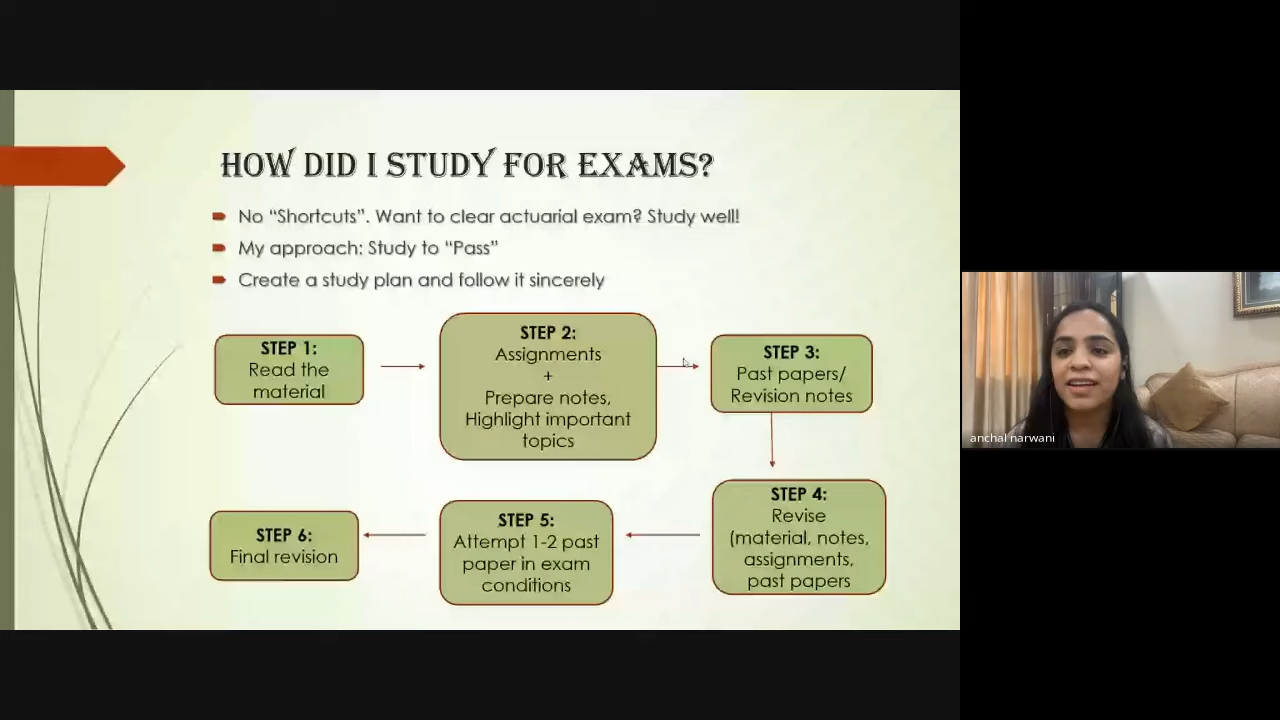 HOW DID I STUDY FOR EXAMS?
No “Shortcuts”. Want to clear actuarial exam? Study well!
My approach: Study to “Pass”
Create a study plan and follow it sincerely
STEP 1:
Read the
material
STEP 2:
Assignments
+
Prepare notes,
Highlight important
topics
STEP 3:
Past papers/
Revision notes
STEP 4:
Revise
(material, notes,
assignments,
past papers
STEP 5:
Attempt 1-2 past
paper in exam
conditions
STEP 6:
Final revision
anchal narwani